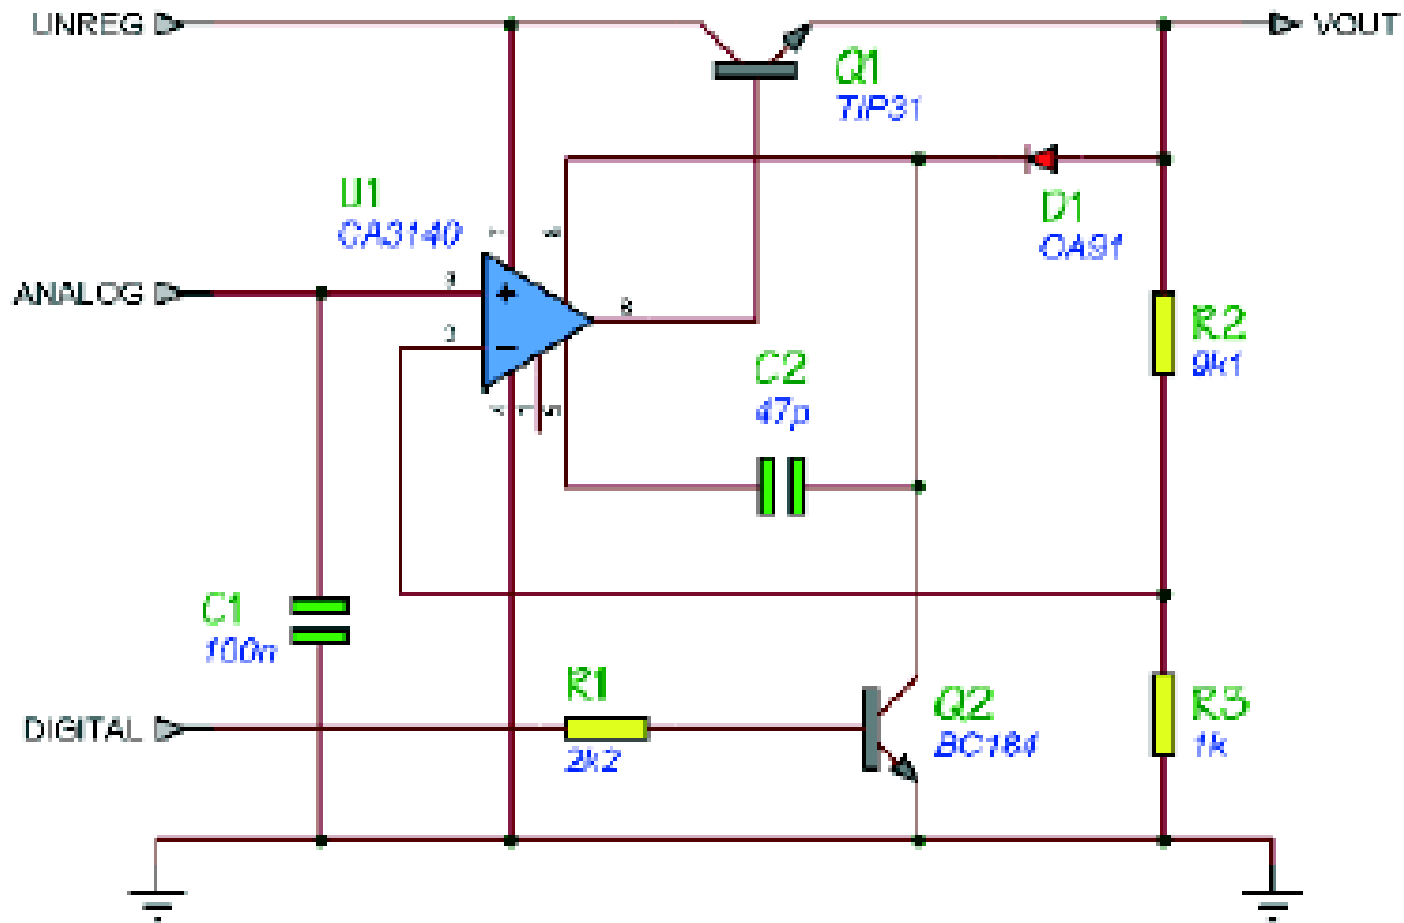 UNREG
VOUT
Q1
TIP31
U1
CA3140
D1
OA91
ANALOG
R2
9k1
C2
47p
C1
100n
R1
2k2
DIGITAL
Q2
BC184
R3
1k